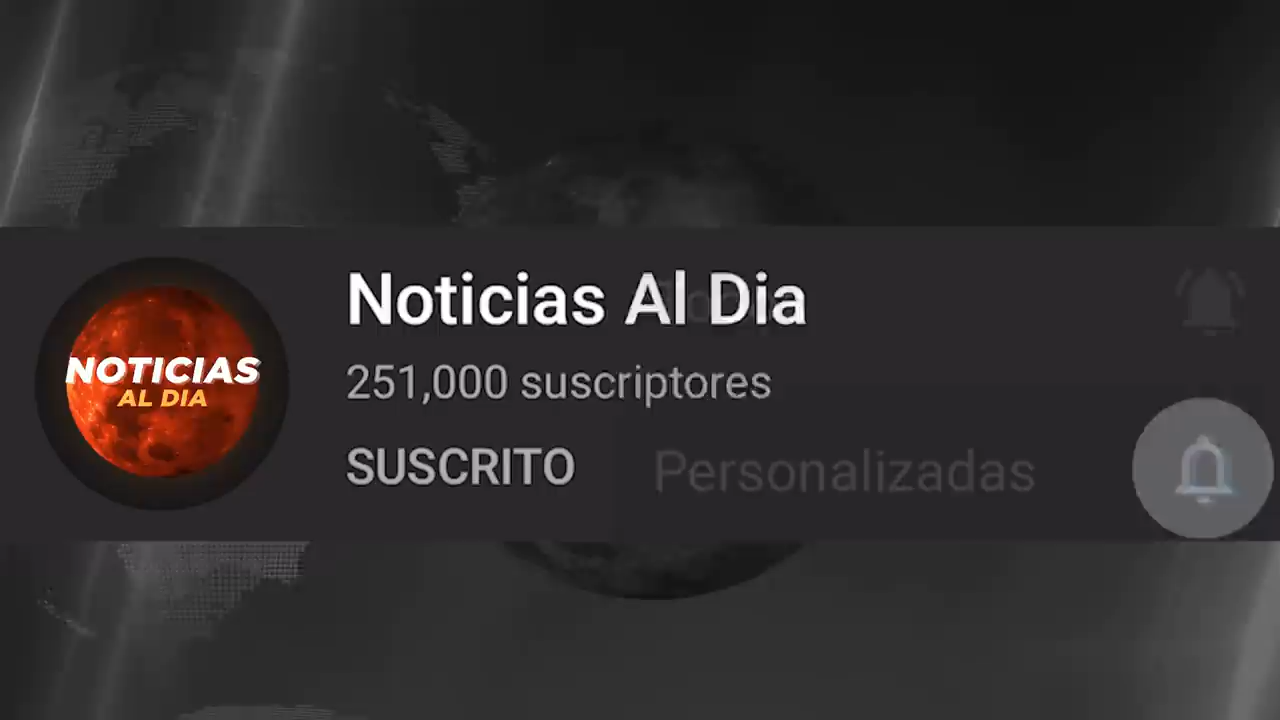 NOTICIAS
AL DIA
Noticias Al Dia
251,000 suscriptores
SUSCRITO
Personalizadas